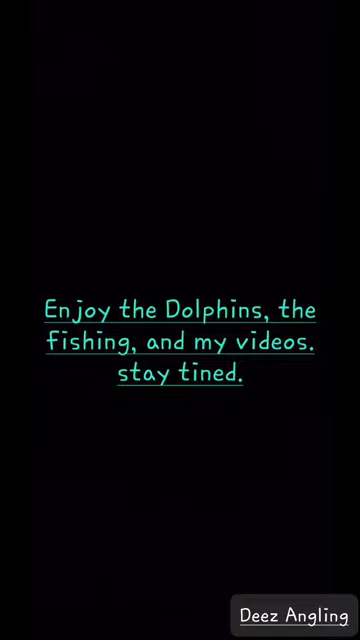 Enjoy the Dolphins, the
fishing, and my videos.
stay tined.
Deez Angling